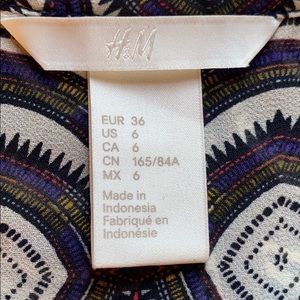 H&M
EUR 36
US 6
CA 6
CN 165/84A
MX 6
Made in
Indonesia
Fabriqué en
Indonésie